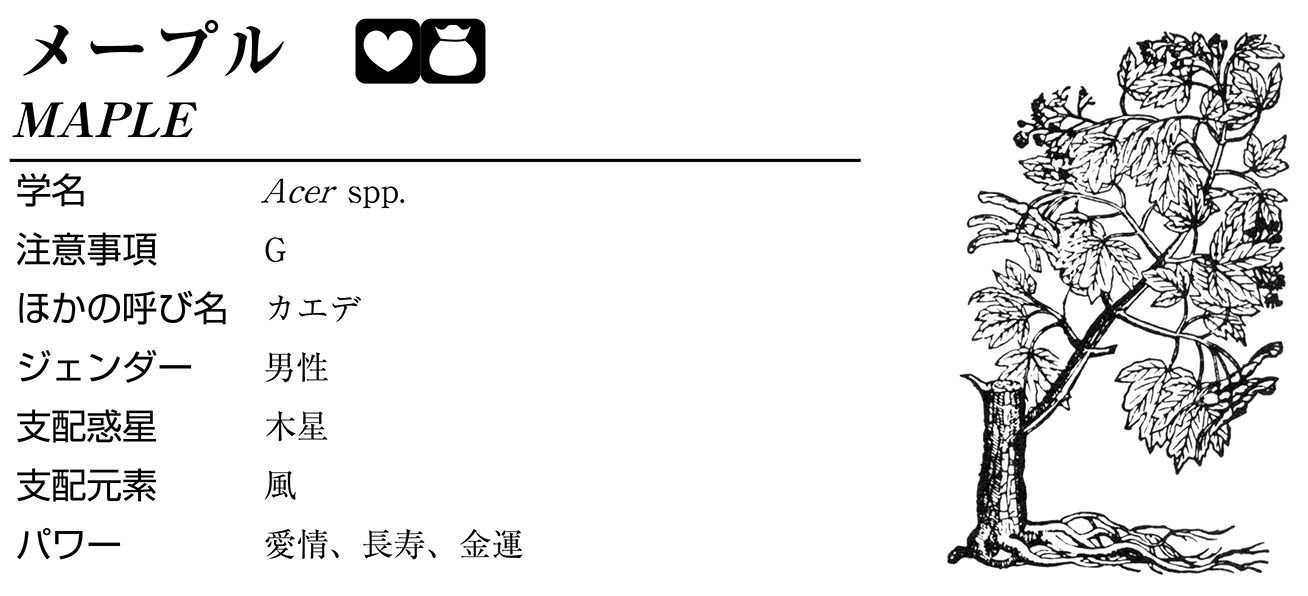 メープル
MAPLE
学名 Acer spp.
注意事項 G
ほかの呼び名 カエデ
ジェンダー 男性
支配惑星 木星
支配元素 風
パワー 愛情、長寿、金運